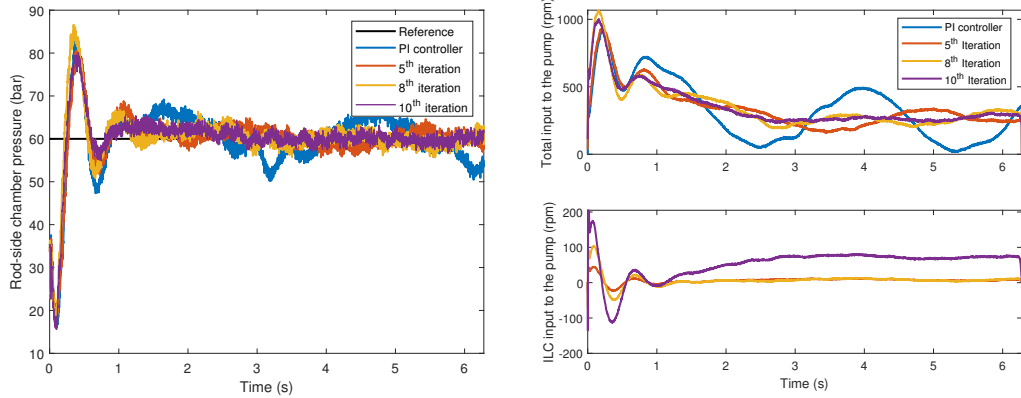 90
80
70
60
50
40
30
20
10
0 1 2 3 4 5 6
Time (s)
Rod-side chamber pressure (bar)
Reference
PI controller
5th iteration
8th iteration
10th iteration
1000
500
0
0 1 2 3 4 5 6
Total input to the pump (rpm)
PI controller
5th Iteration
8th Iteration
10th Iteration
200
100
0
-100
-200
0 1 2 3 4 5 6
Time (s)
ILC input to the pump (rpm)